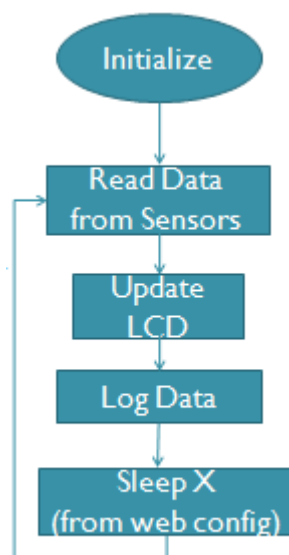 Initialize
Read Data
from Sensors
Update
LCD
Log Data
Sleep X
(from web config)